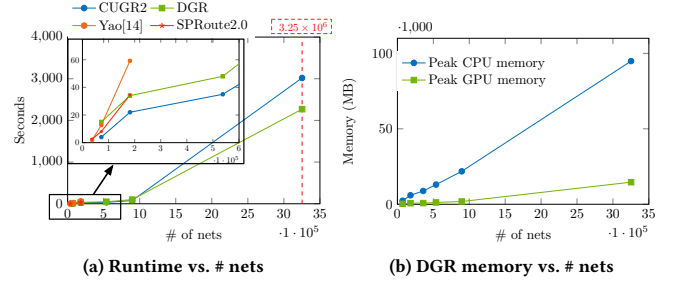 CUGR2 DGR
Yao[14] SPRoute2.0
3.25 × 10⁶
4,000
3,000
2,000
1,000
0
Seconds
60
40
20
0
0 1 2 3 4 5 6
·1 · 10⁵
0 5 10 15 20 25 30 35
# of nets
·1 · 10⁵
(a) Runtime vs. # nets
·1,000
100
50
0
Memory (MB)
Peak CPU memory
Peak GPU memory
0 5 10 15 20 25 30 35
# of nets
·1 · 10⁵
(b) DGR memory vs. # nets